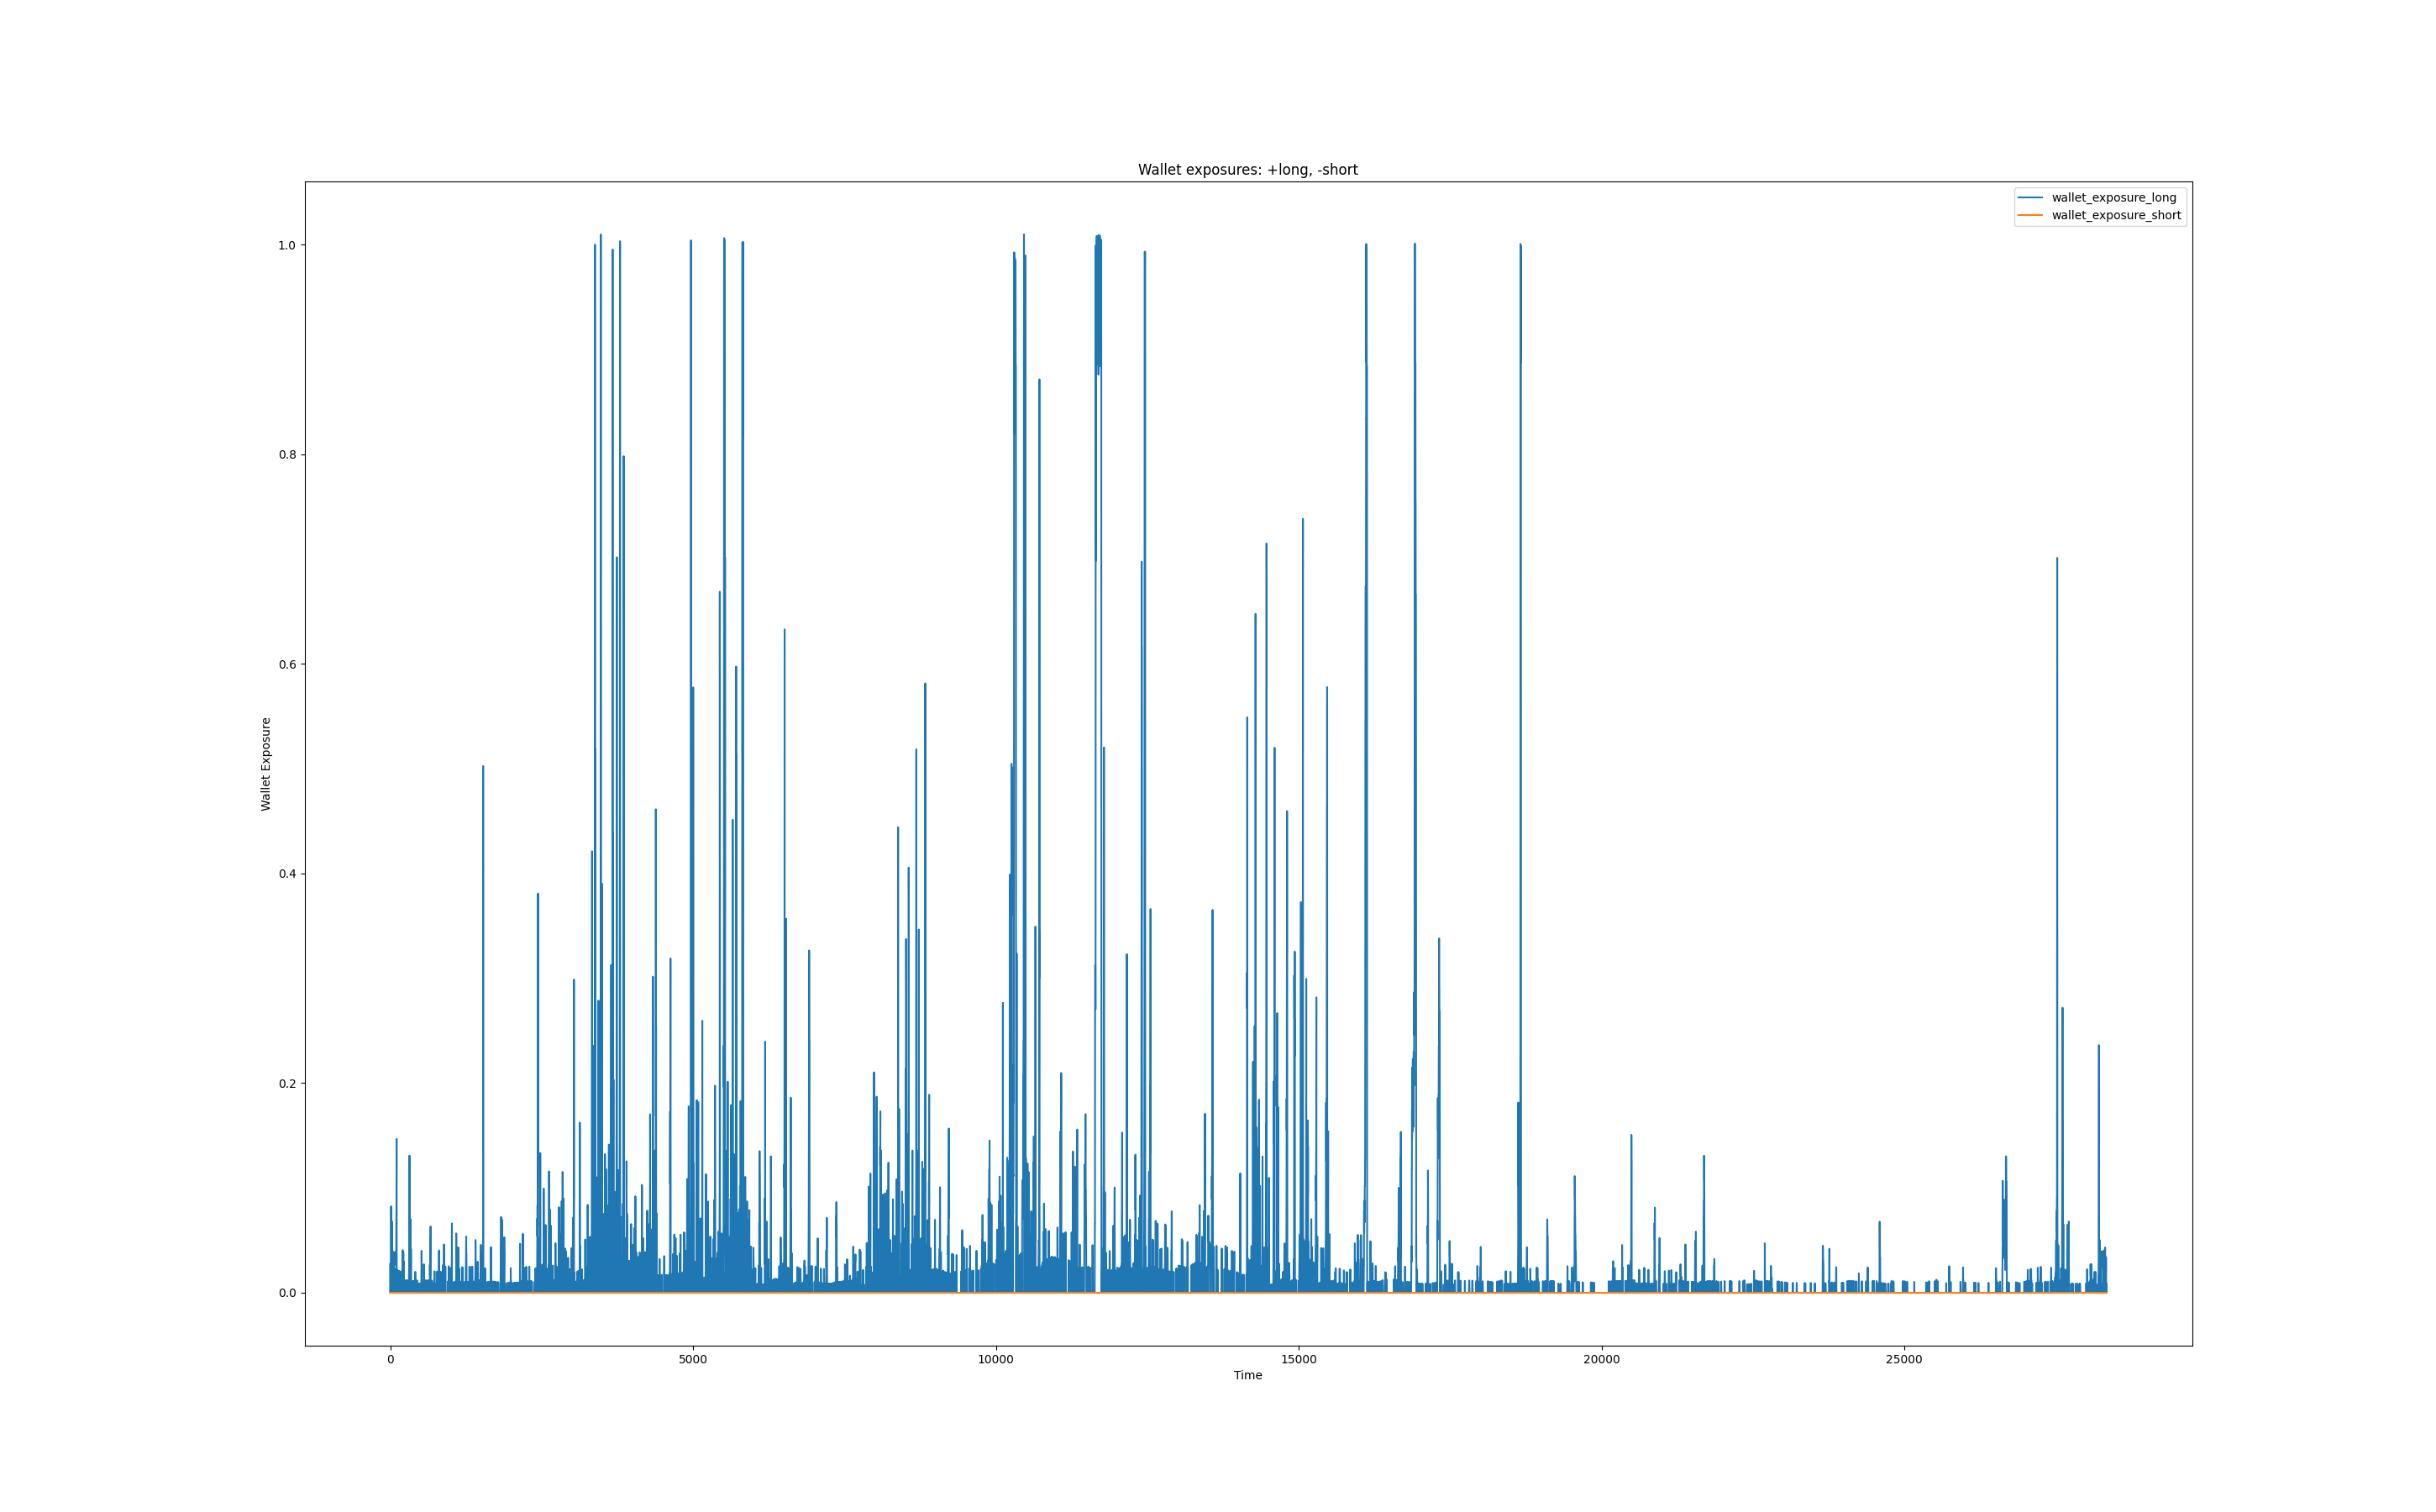 Wallet exposures: +long, -short
wallet_exposure_long
wallet_exposure_short
1.0
0.8
0.6
0.4
0.2
0.0
Wallet Exposure
0 5000 10000 15000 20000 25000
Time